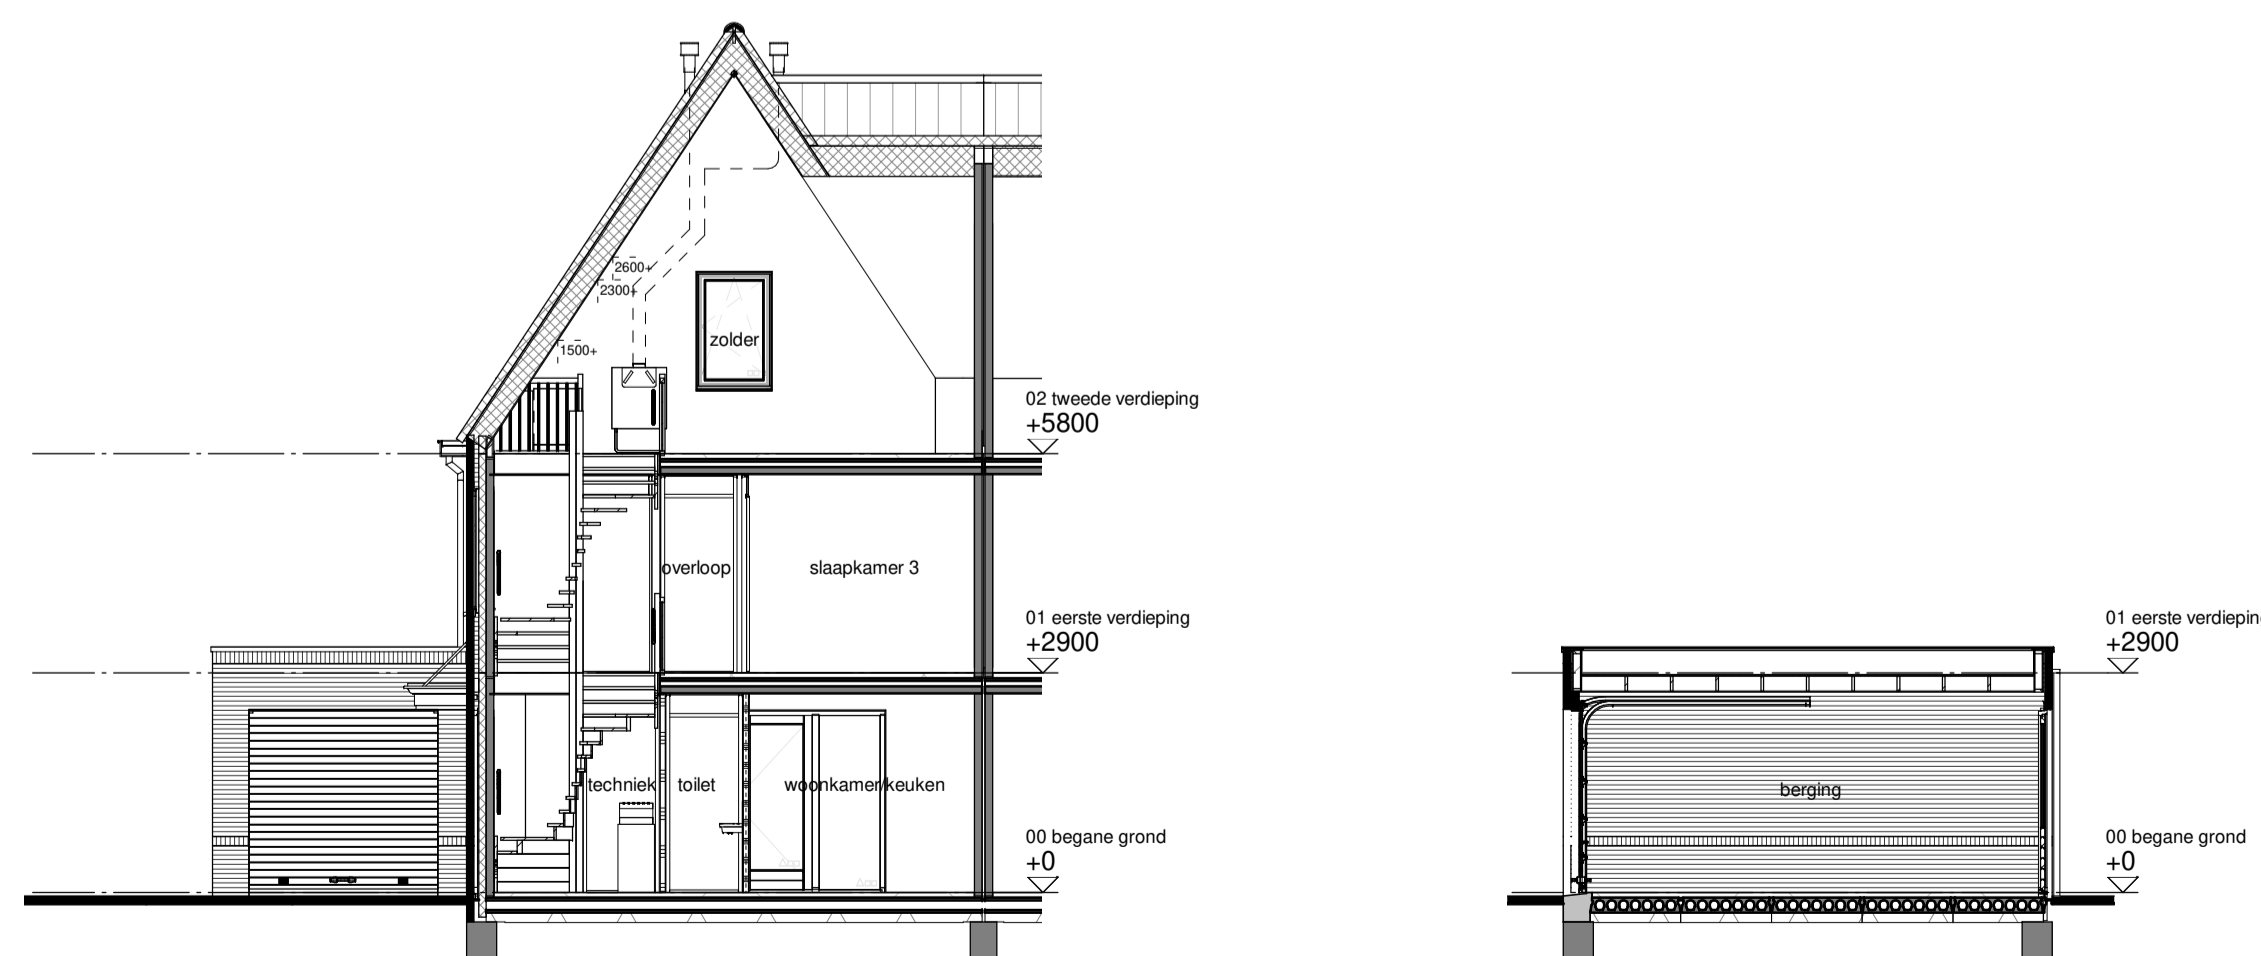 2600+
2300+
zolder
1500+
02 tweede verdieping
+5800
overloop
slaapkamer 3
01 eerste verdieping
+2900
techniek
toilet
woonkamer/keuken
00 begane grond
+0
01 eerste verdiepin
+2900
berging
00 begane grond
+0